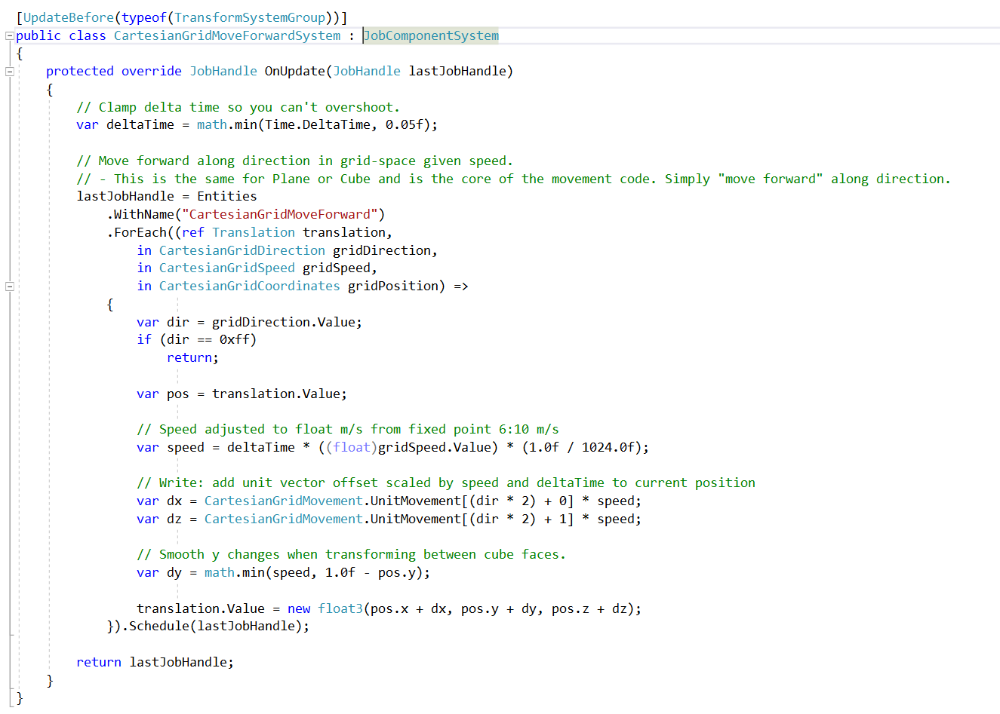 [UpdateBefore(typeof(TransformSystemGroup))]
public class CartesianGridMoveForwardSystem : JobComponentSystem
{
protected override JobHandle OnUpdate(JobHandle lastJobHandle)
{
// Clamp delta time so you can't overshoot.
var deltaTime = math.min(Time.DeltaTime, 0.05f);
// Move forward along direction in grid-space given speed.
// - This is the same for Plane or Cube and is the core of the movement code. Simply "move forward" along direction.
lastJobHandle = Entities
.WithName("CartesianGridMoveForward")
.ForEach((ref Translation translation,
in CartesianGridDirection gridDirection,
in CartesianGridSpeed gridSpeed,
in CartesianGridCoordinates gridPosition) =>
{
var dir = gridDirection.Value;
if (dir == 0xff)
return;
var pos = translation.Value;
// Speed adjusted to float m/s from fixed point 6:10 m/s
var speed = deltaTime * ((float)gridSpeed.Value) * (1.0f / 1024.0f);
// Write: add unit vector offset scaled by speed and deltaTime to current position
var dx = CartesianGridMovement.UnitMovement[(dir * 2) + 0] * speed;
var dz = CartesianGridMovement.UnitMovement[(dir * 2) + 1] * speed;
// Smooth y changes when transforming between cube faces.
var dy = math.min(speed, 1.0f - pos.y);
translation.Value = new float3(pos.x + dx, pos.y + dy, pos.z + dz);
}).Schedule(lastJobHandle);
return lastJobHandle;
}
}